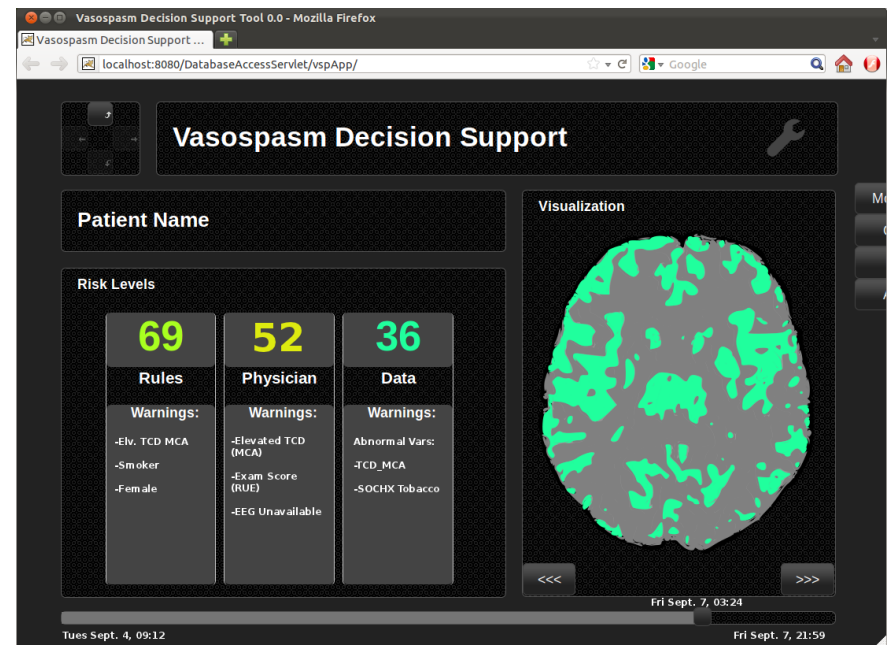 Vasospasm Decision Support Tool 0.0 - Mozilla Firefox
Vasospasm Decision Support ...
localhost:8080/DatabaseAccessServlet/vspApp/
Google
Vasospasm Decision Support
Patient Name
Visualization
Risk Levels
69 52 36
Rules Physician Data
Warnings: Warnings: Warnings:
-Elv. TCD MCA
-Smoker
-Female
-Elevated TCD
(MCA)
-Exam Score
(RUE)
-EEG Unavailable
Abnormal Vars:
-TCD_MCA
-SOCHX Tobacco
<<< >>>
Fri Sept. 7, 03:24
Tues Sept. 4, 09:12
Fri Sept. 7, 21:59